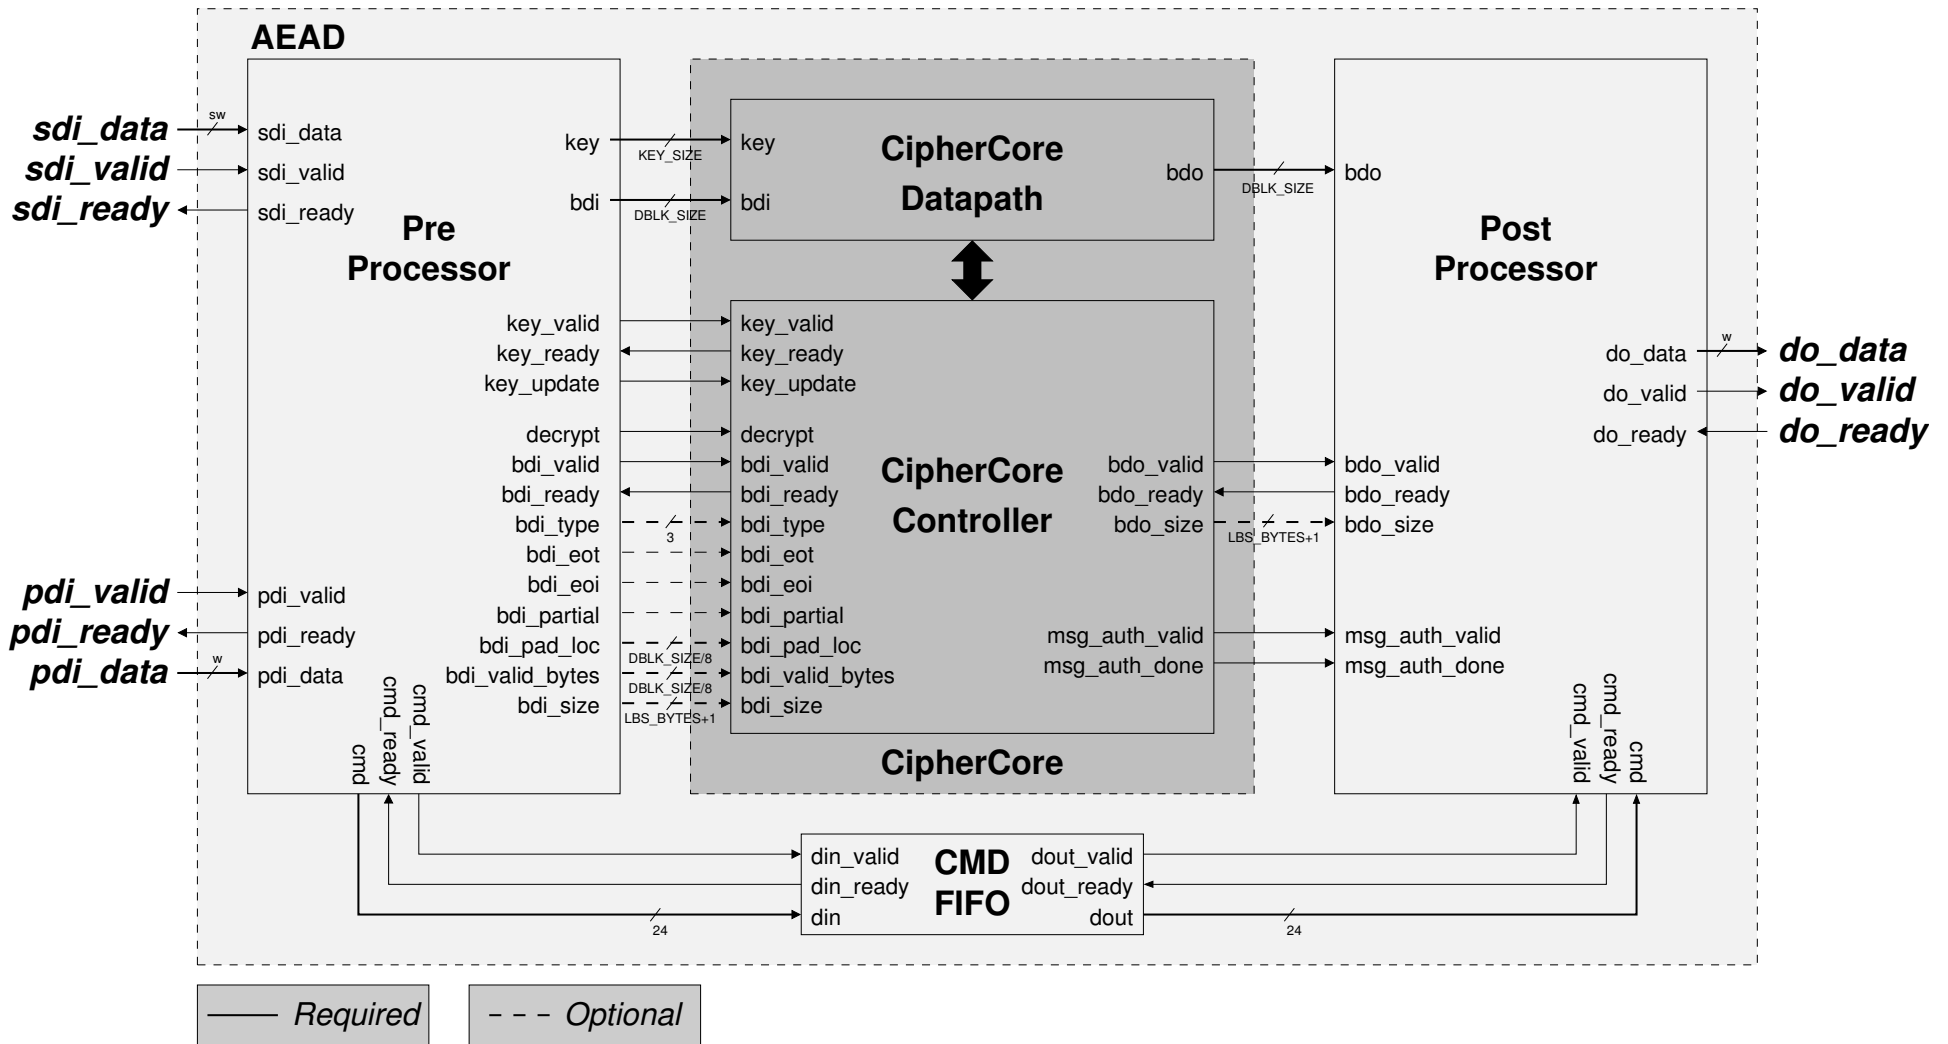 AEAD
sdi_data
sdi_valid
sdi_ready
pdi_valid
pdi_ready
pdi_data
sw
w
sdi_data
sdi_valid
sdi_ready
Pre
Processor
pdi_valid
pdi_ready
pdi_data
key
bdi
key_valid
key_ready
key_update
decrypt
bdi_valid
bdi_ready
bdi_type
bdi_eot
bdi_eoi
bdi_partial
bdi_pad_loc
bdi_valid_bytes
bdi_size
cmd
cmd_ready
cmd_valid
KEY_SIZE
DBLK_SIZE
3
DBLK_SIZE/8
DBLK_SIZE/8
LBS_BYTES+1
key
bdi
CipherCore
Datapath
bdo
key_valid
key_ready
key_update
decrypt
bdi_valid
bdi_ready
bdi_type
bdi_eot
bdi_eoi
bdi_partial
bdi_pad_loc
bdi_valid_bytes
bdi_size
CipherCore
Controller
bdo_valid
bdo_ready
bdo_size
msg_auth_valid
msg_auth_done
CipherCore
DBLK_SIZE
LBS_BYTES+1
bdo
Post
Processor
do_data
do_valid
do_ready
bdo_valid
bdo_ready
bdo_size
msg_auth_valid
msg_auth_done
cmd_valid
cmd_ready
cmd
w
do_data
do_valid
do_ready
din_valid
din_ready
din
CMD
FIFO
dout_valid
dout_ready
dout
24
24
Required
Optional